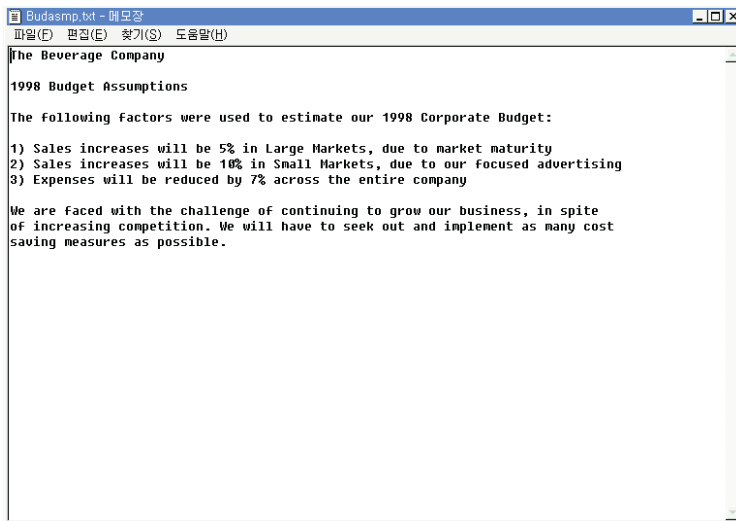 Budasmp.txt - 메모장
파일(F) 편집(E) 찾기(S) 도움말(H)
The Beverage Company
1998 Budget Assumptions
The following factors were used to estimate our 1998 Corporate Budget:
1) Sales increases will be 5% in Large Markets, due to market maturity
2) Sales increases will be 10% in Small Markets, due to our focused advertising
3) Expenses will be reduced by 7% across the entire company
We are faced with the challenge of continuing to grow our business, in spite
of increasing competition. We will have to seek out and implement as many cost
saving measures as possible.